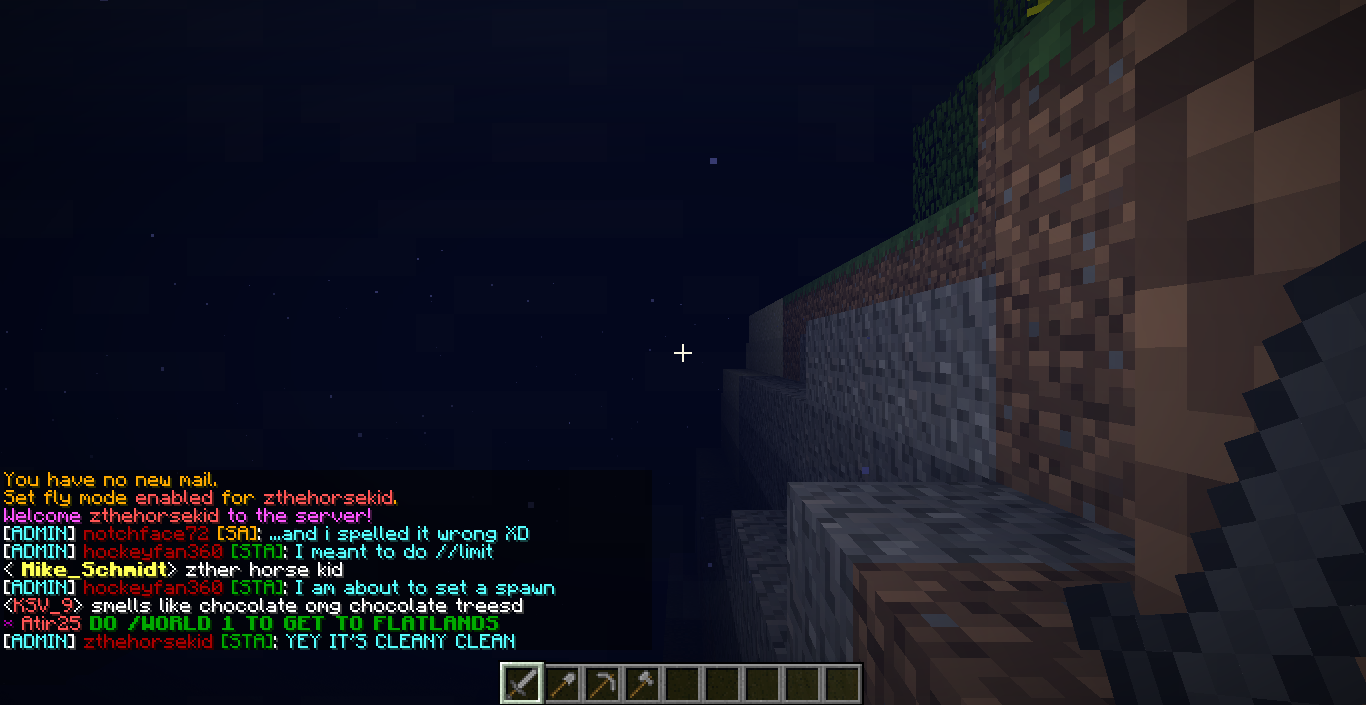 You have no new mail.
Set fly mode enabled for zthehorsekid.
Welcome zthehorsekid to the server!
[ADMIN] notchface72 [SA]: ...and i spelled it wrong XD
[ADMIN] hockeyfan360 [STA]: I meant to do //limit
< Mike_Schmidt> zther horse kid
[ADMIN] hockeyfan360 [STA]: I am about to set a spawn
<KSV_9> smells like chocolate omg chocolate treesd
* Atir25 DO /WORLD 1 TO GET TO FLATLANDS
[ADMIN] zthehorsekid [STA]: YEY IT'S CLEANY CLEAN